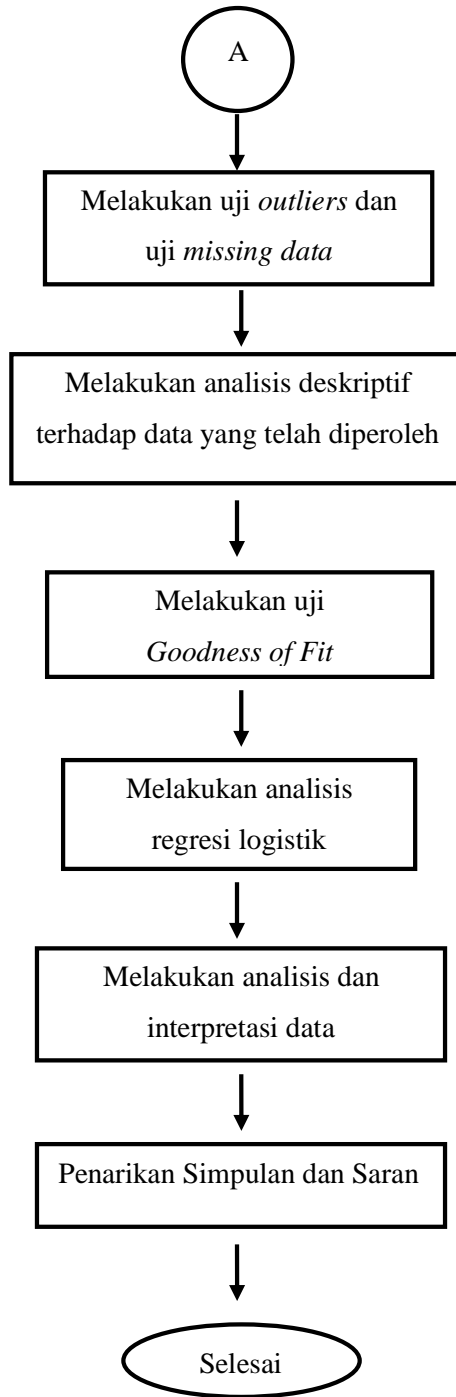 A
Melakukan uji outliers dan
uji missing data
Melakukan analisis deskriptif
terhadap data yang telah diperoleh
Melakukan uji
Goodness of Fit
Melakukan analisis
regresi logistik
Melakukan analisis dan
interpretasi data
Penarikan Simpulan dan Saran
Selesai